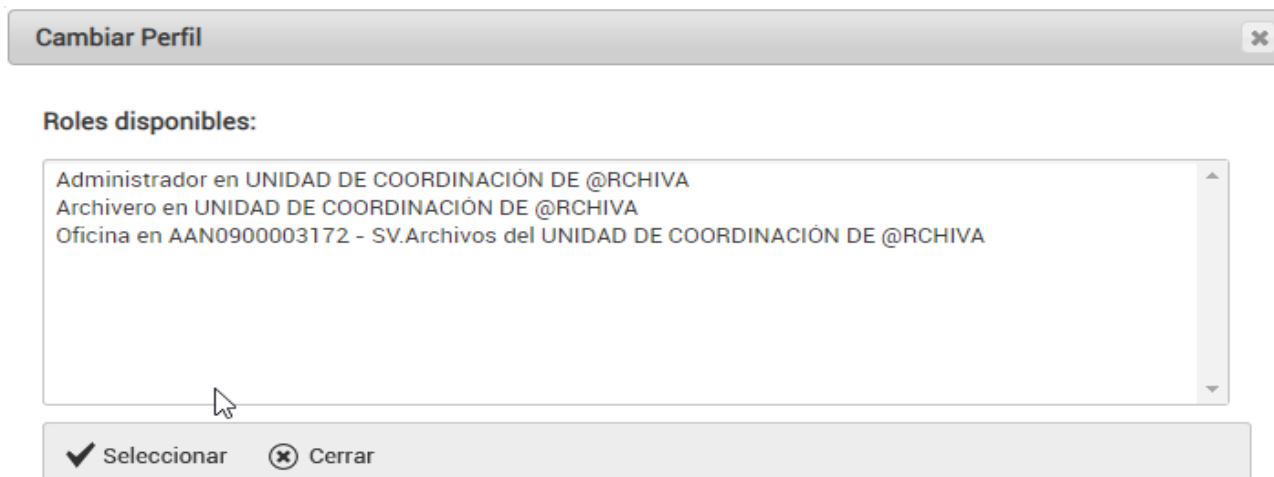 Cambiar Perfil
Roles disponibles:
Administrador en UNIDAD DE COORDINACIÓN DE @RCHIVA
Archivero en UNIDAD DE COORDINACIÓN DE @RCHIVA
Oficina en AAN0900003172 - SV.Archivos del UNIDAD DE COORDINACIÓN DE @RCHIVA
Seleccionar Cerrar